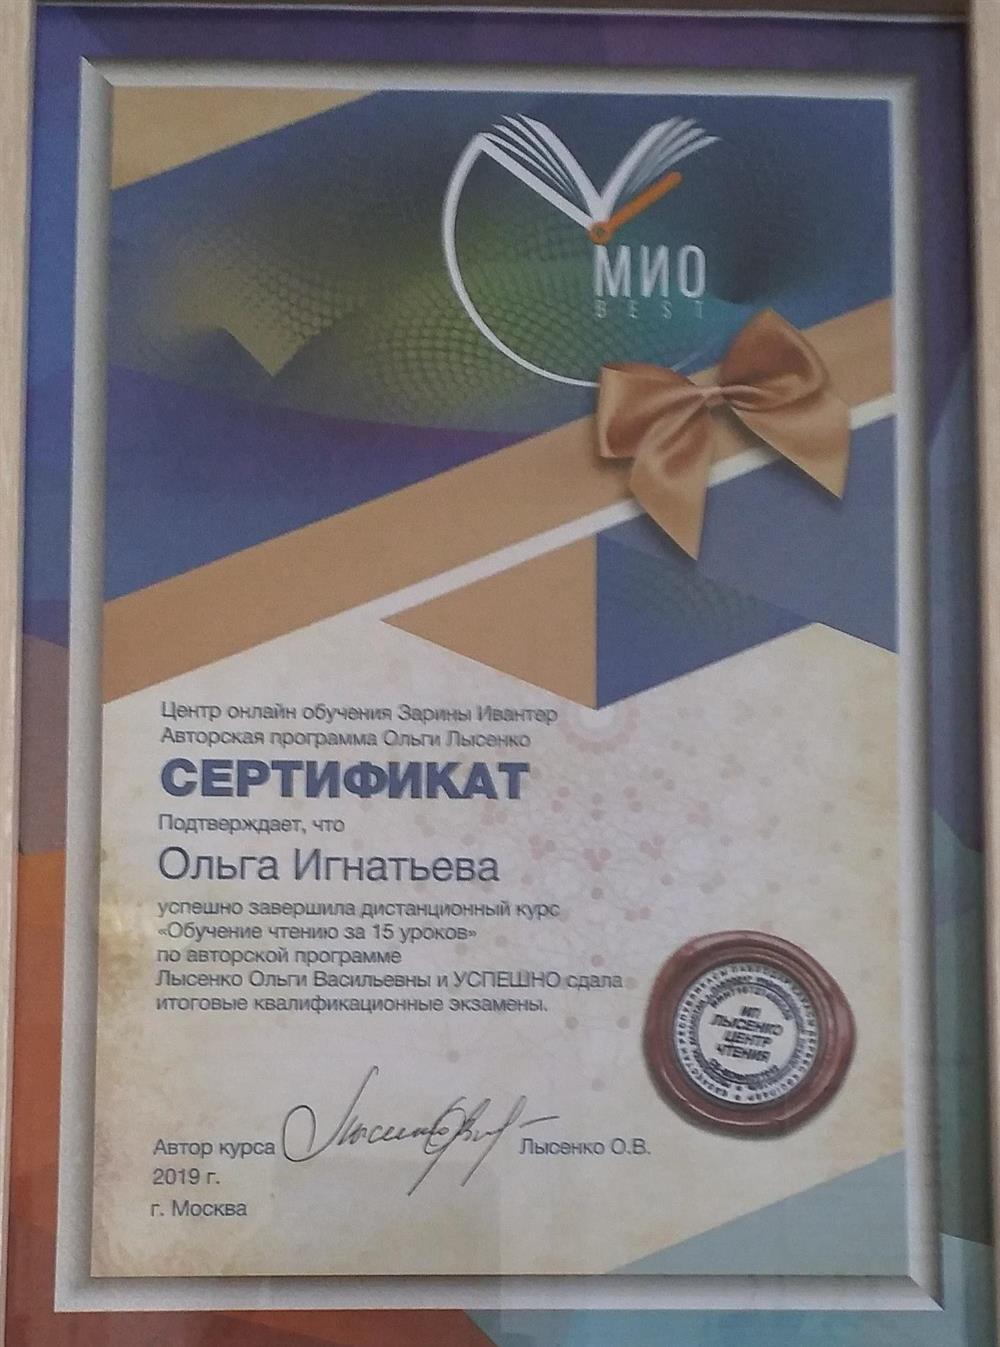 МИО
BEST
Центр онлайн обучения Зарины Ивантер
Авторская программа Ольги Лысенко
СЕРТИФИКАТ
Подтверждает, что
Ольга Игнатьева
успешно завершила дистанционный курс
«Обучение чтению за 15 уроков»
по авторской программе
Лысенко Ольги Васильевны и УСПЕШНО сдала
итоговые квалификационные экзамены.
ИП
ЛЫСЕНКО
ЦЕНТР
ЧТЕНИЯ
Автор курса Лысенко О.В.
2019 г.
г. Москва